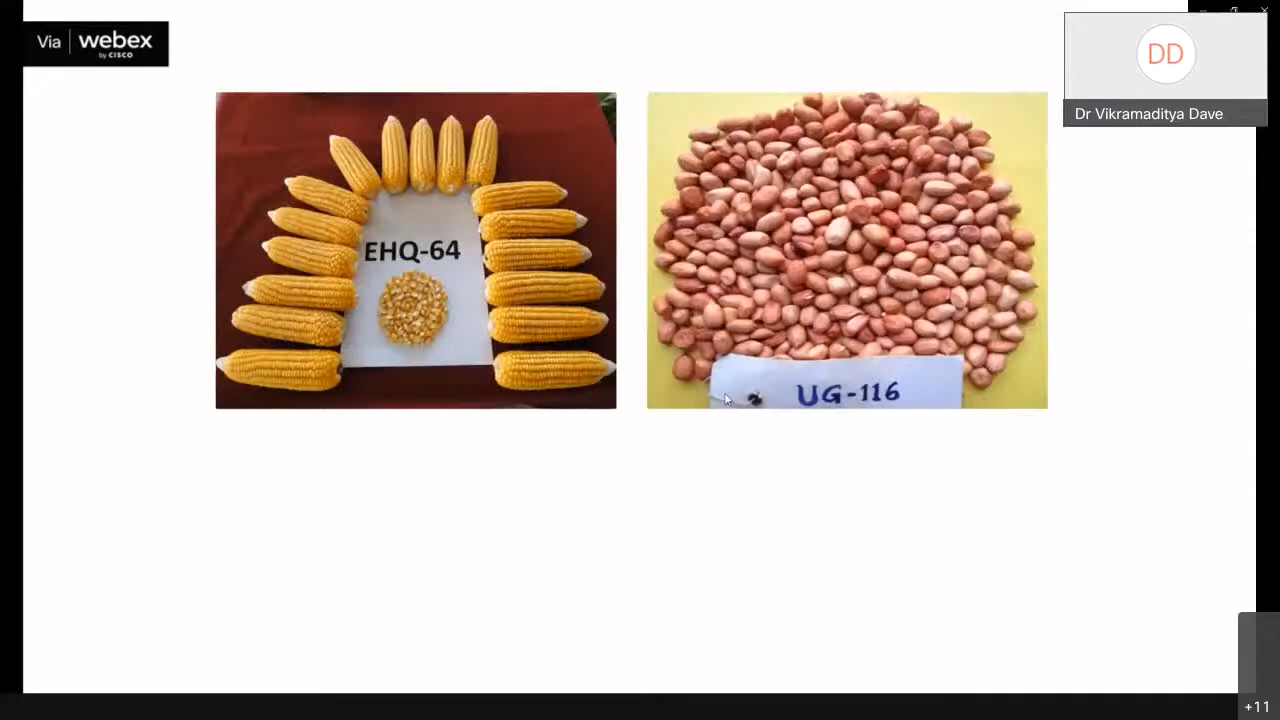 Via webex
by CISCO
DD
Dr Vikramaditya Dave
EHQ-64
UG-116
+11